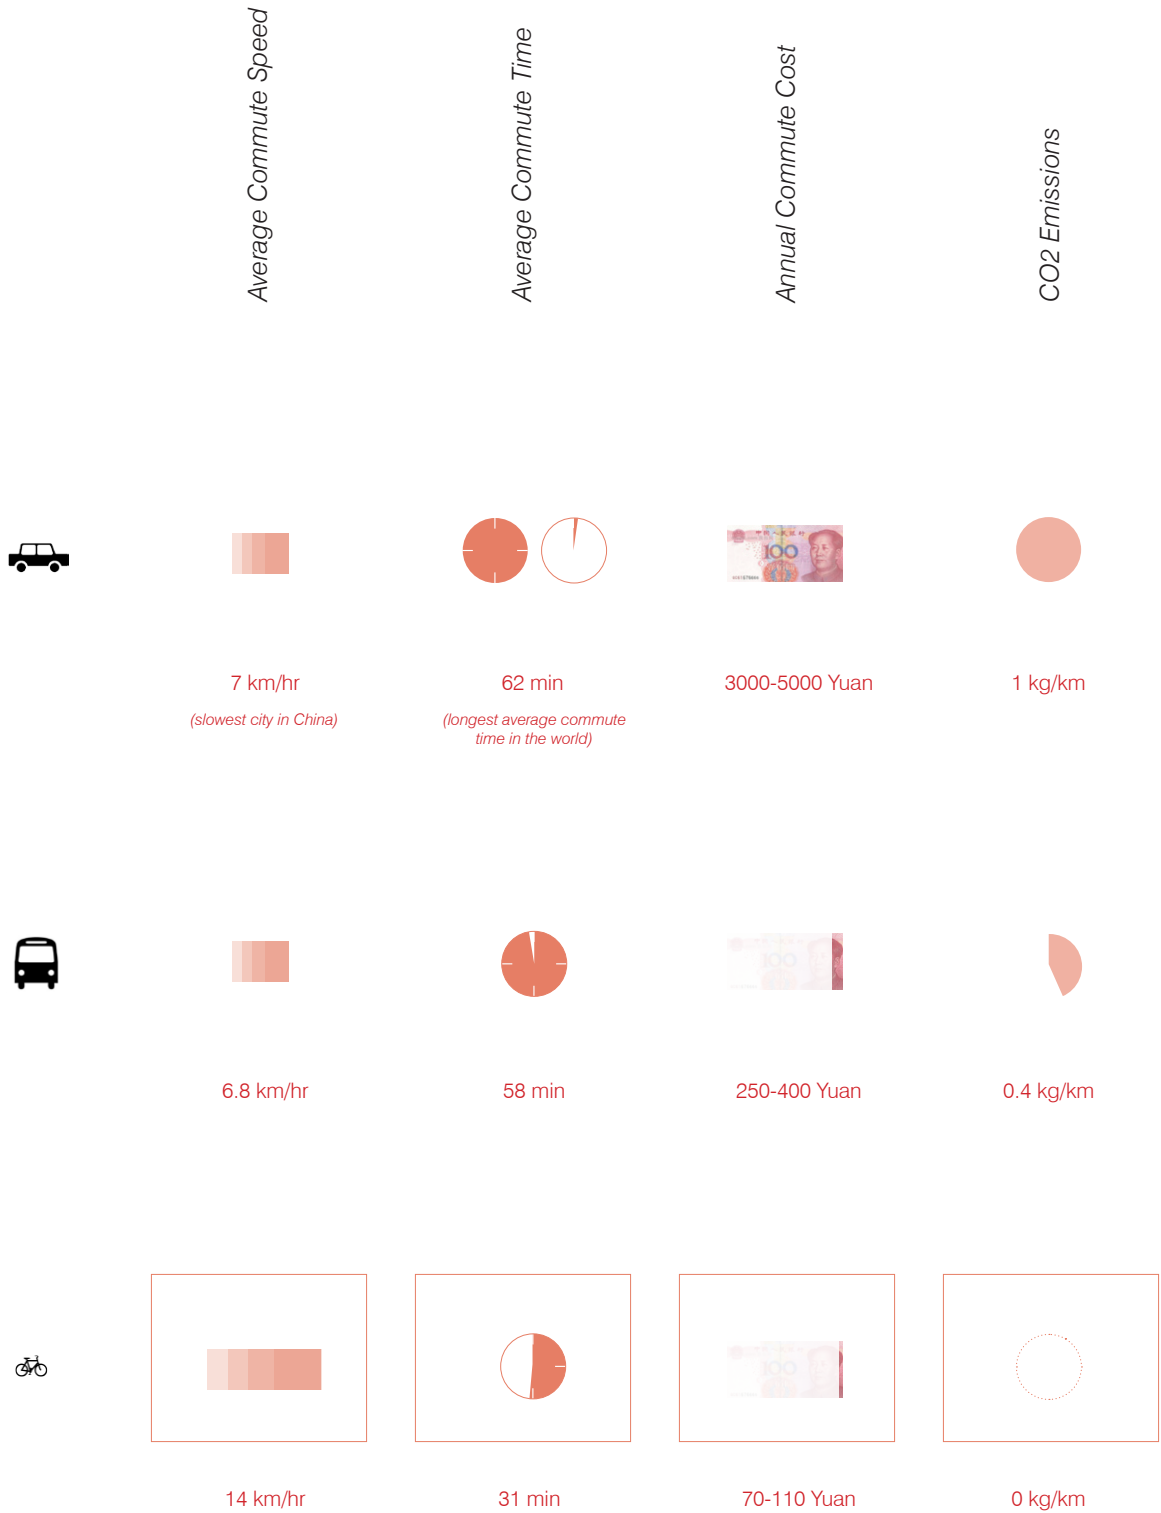 Average Commute Speed
Average Commute Time
Annual Commute Cost
CO2 Emissions
100
7 km/hr
62 min
3000-5000 Yuan
1 kg/km
(slowest city in China)
(longest average commute
time in the world)
100
6.8 km/hr
58 min
250-400 Yuan
0.4 kg/km
100
14 km/hr
31 min
70-110 Yuan
0 kg/km